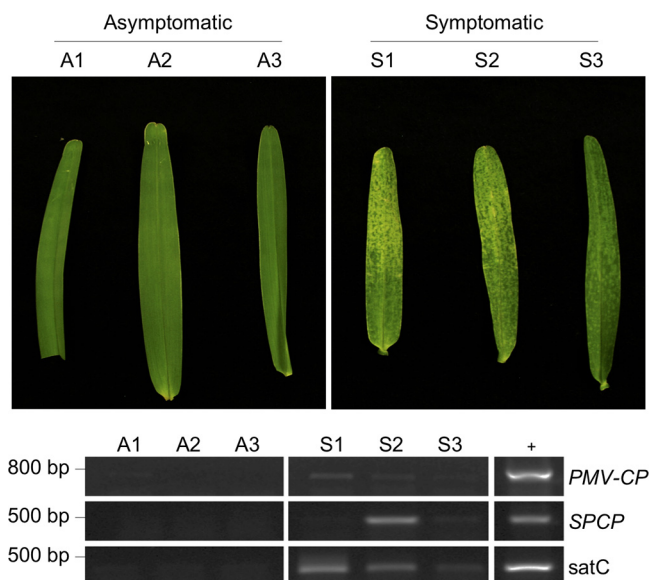 Asymptomatic Symptomatic
A1 A2 A3 S1 S2 S3
A1 A2 A3 S1 S2 S3 +
800 bp PMV-CP
500 bp SPCP
500 bp satC